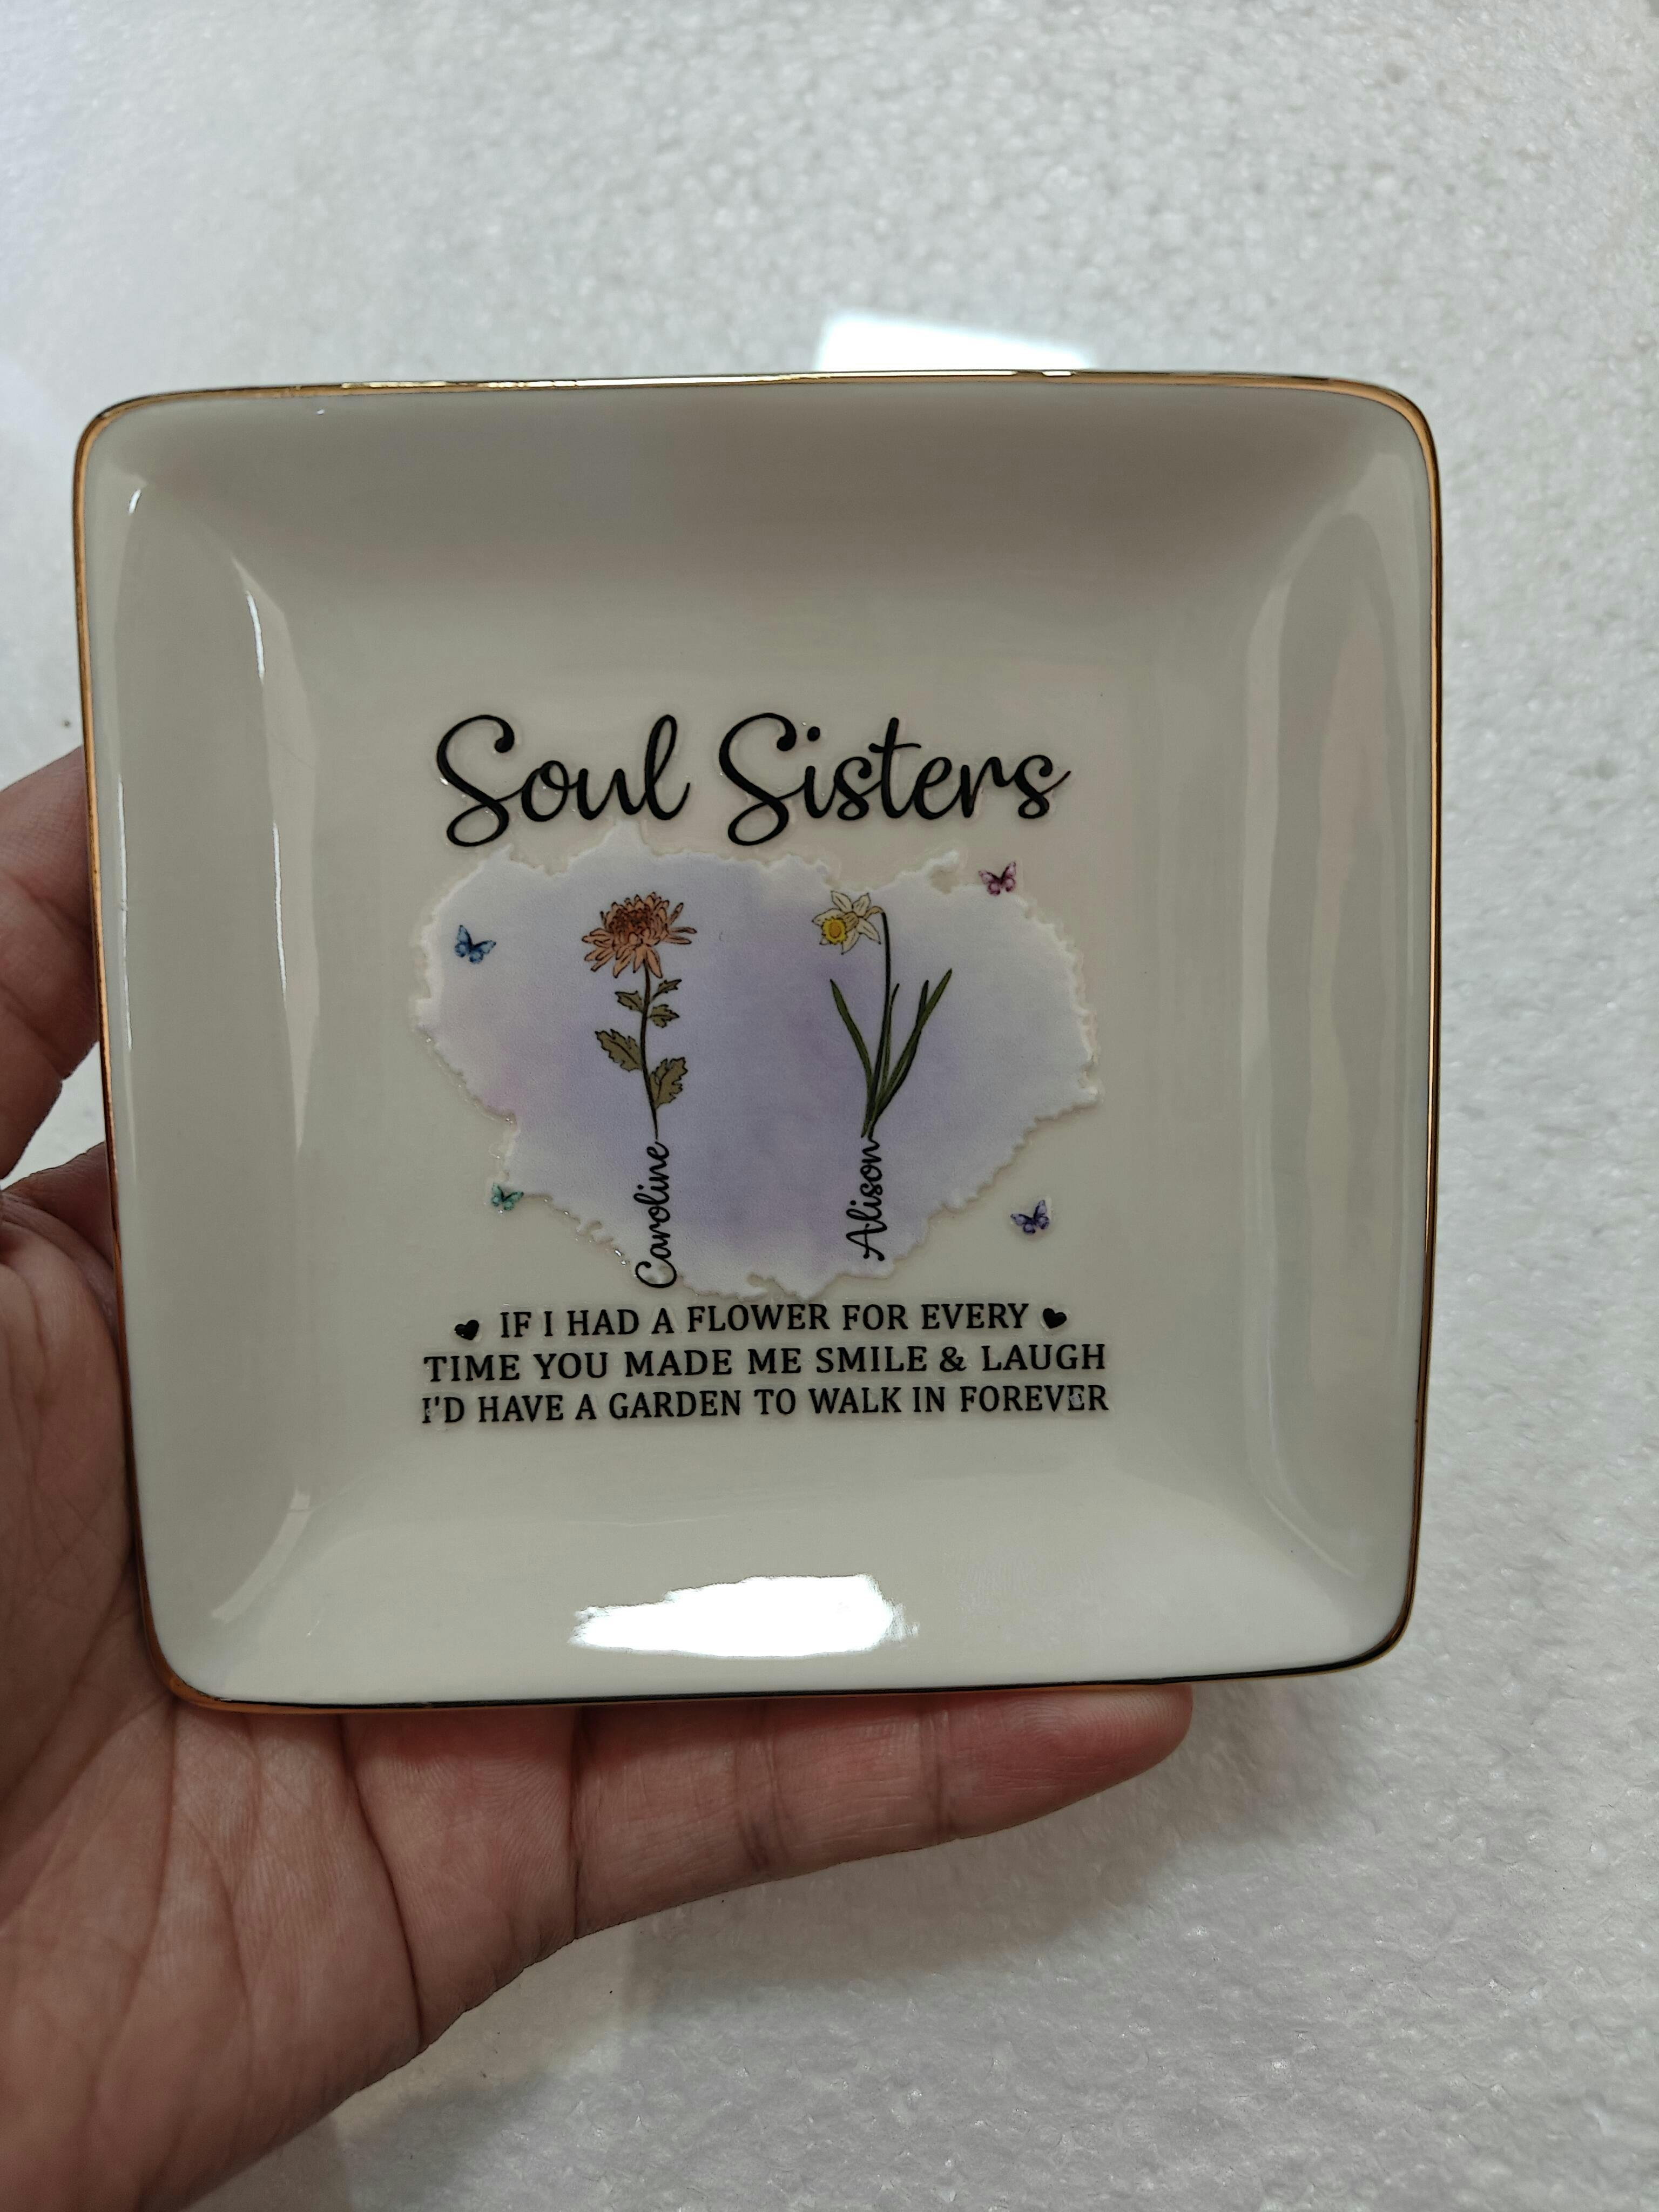 Soul Sisters
Caroline
Alison
IF I HAD A FLOWER FOR EVERY
TIME YOU MADE ME SMILE & LAUGH
I'D HAVE A GARDEN TO WALK IN FOREVER